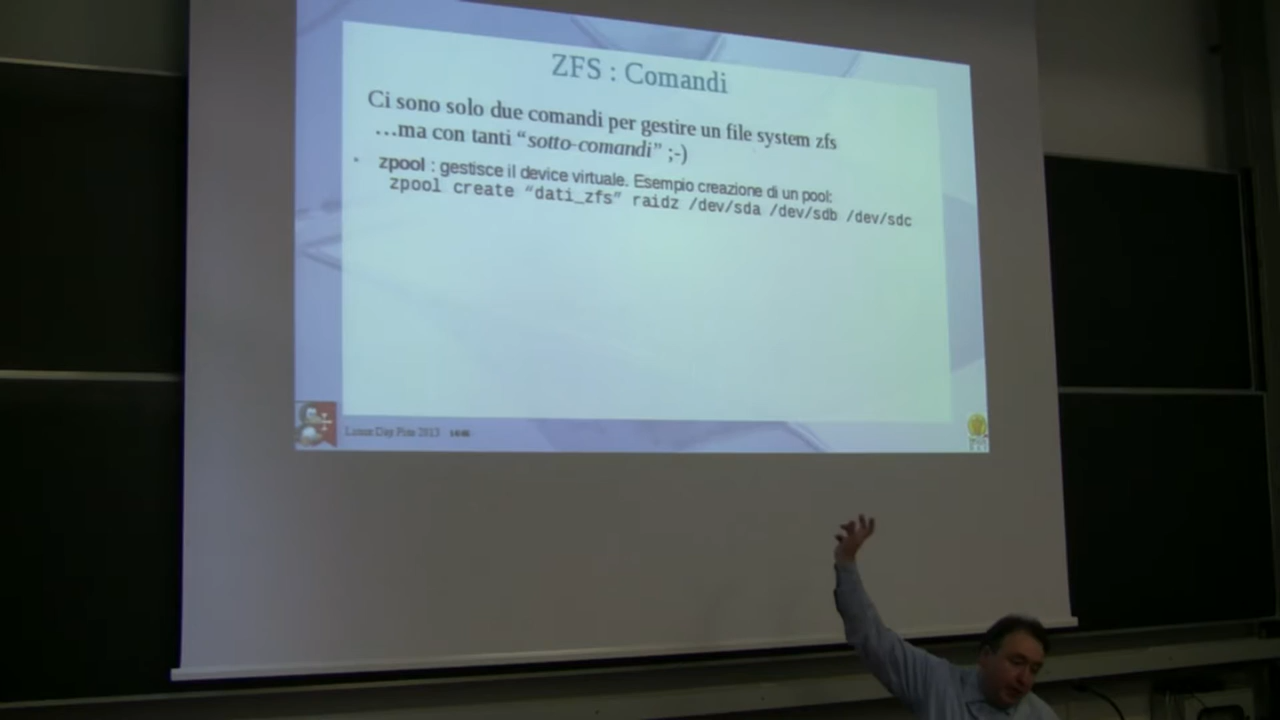 ZFS : Comandi
Ci sono solo due comandi per gestire un file system zfs
…ma con tanti “sotto-comandi” ;-)
zpool : gestisce il device virtuale. Esempio creazione di un pool:
zpool create “dati_zfs” raidz /dev/sda /dev/sdb /dev/sdc
Linux Day Pisa 2013